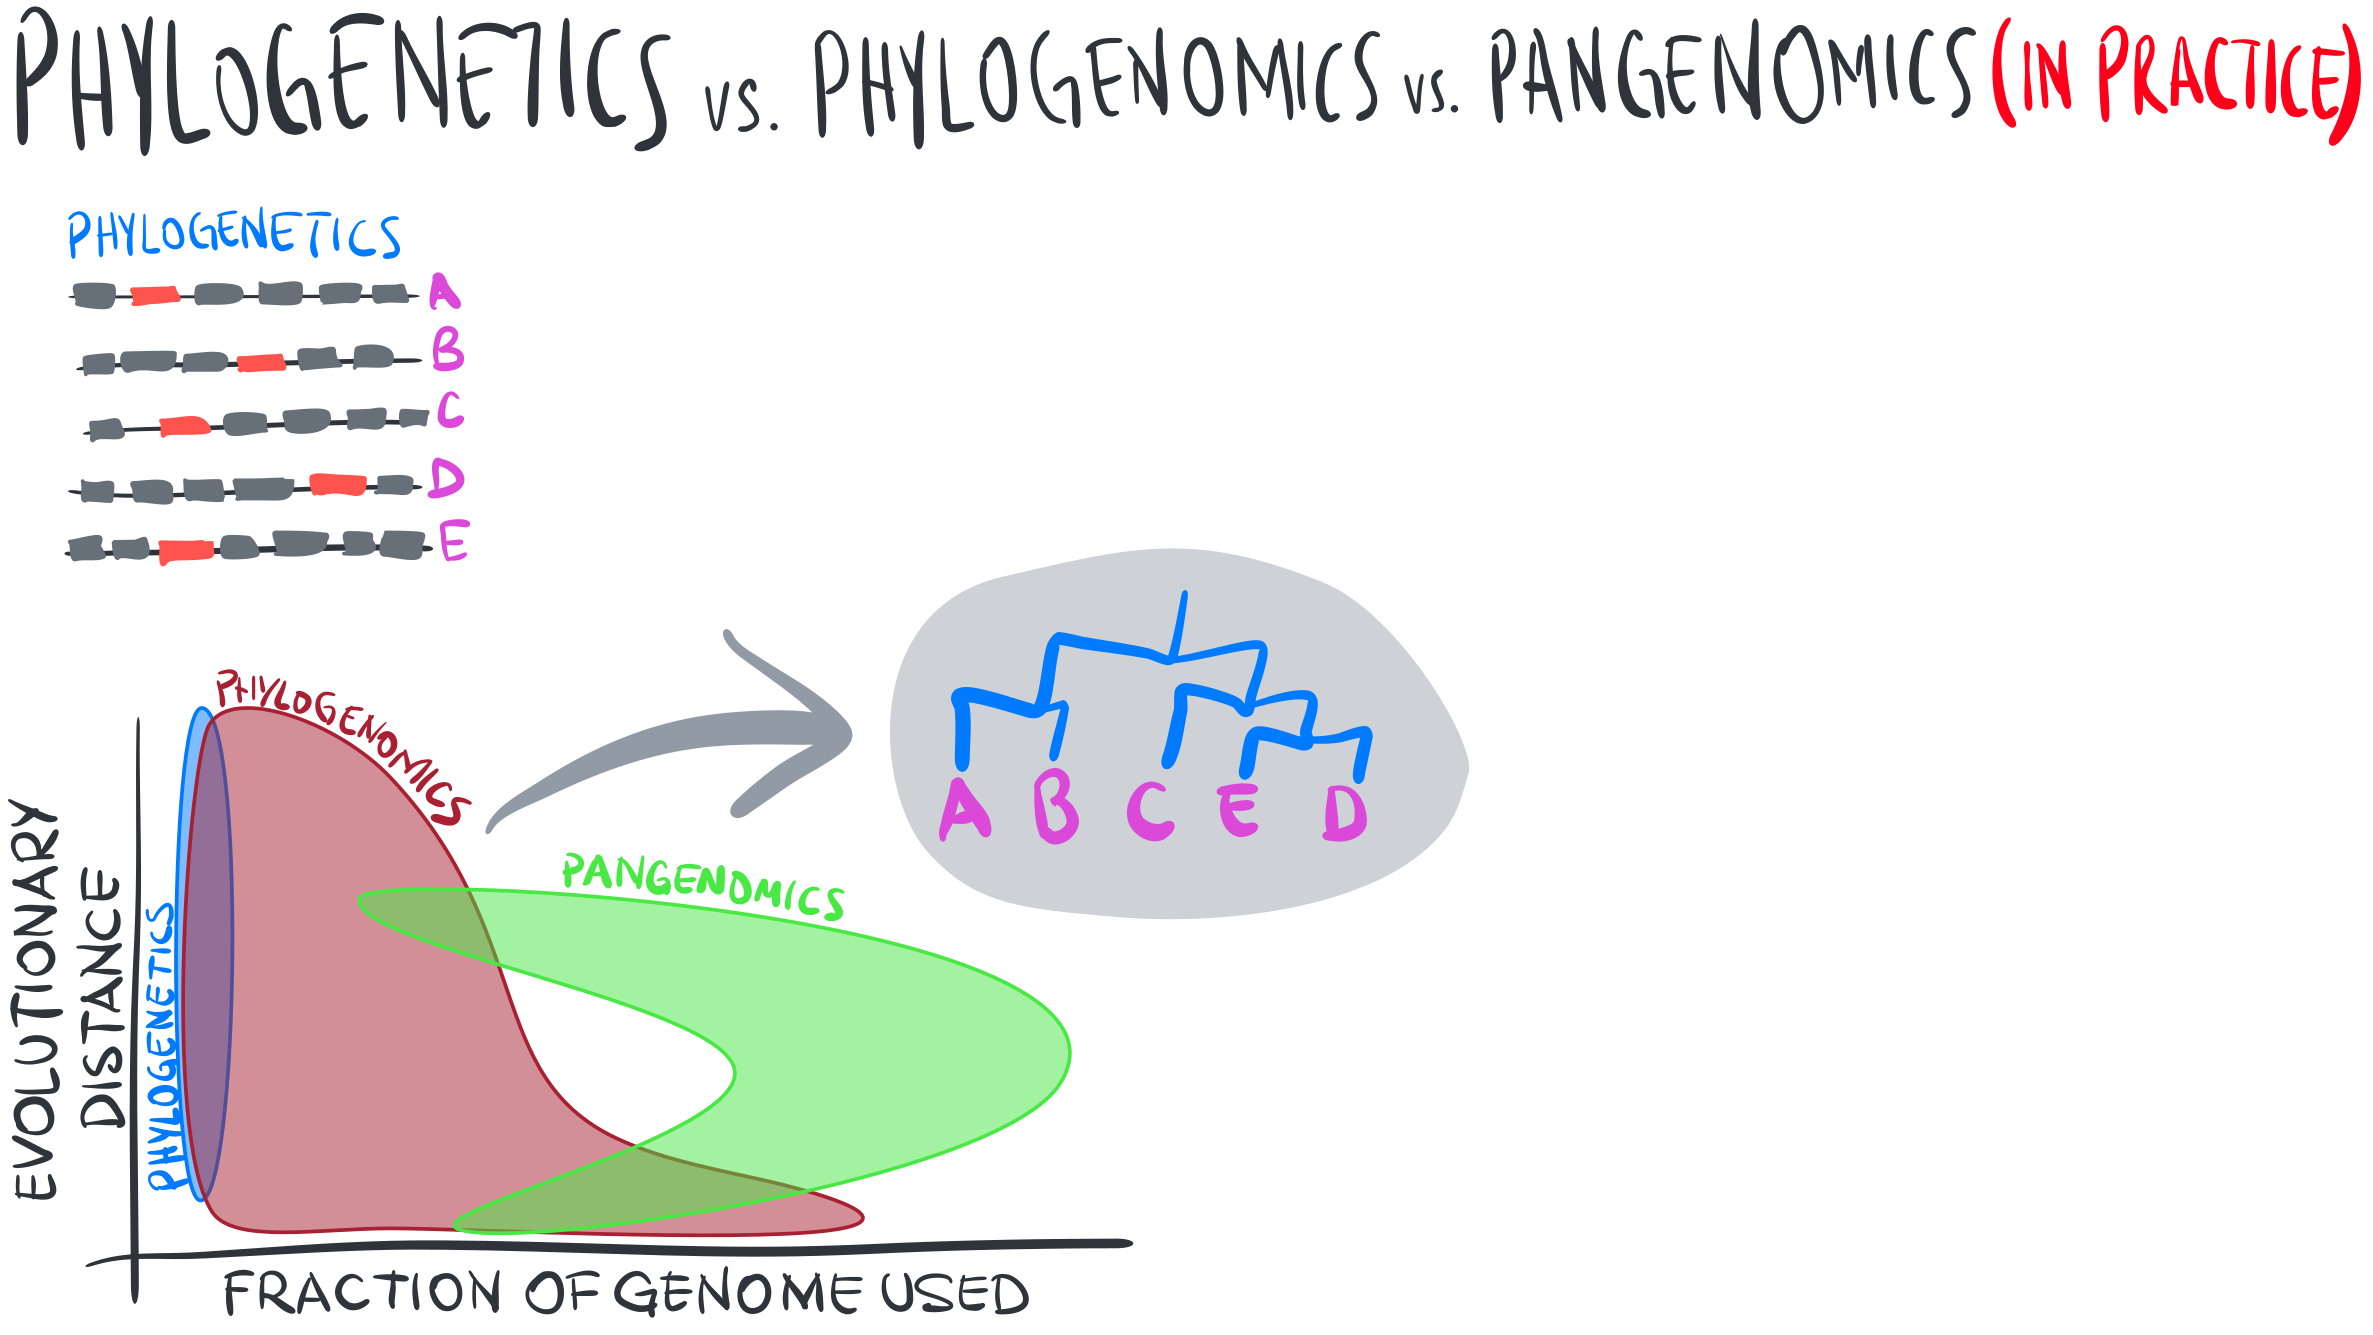 PHYLOGENETICS vs. PHYLOGENOMICS vs. PANGENOMICS (IN PRACTICE)
PHYLOGENETICS
A
B
C
D
E
PHYLOGENOMICS
PANGENOMICS
PHYLOGENETICS
EVOLUTIONARY
DISTANCE
FRACTION OF GENOME USED
A B C E D